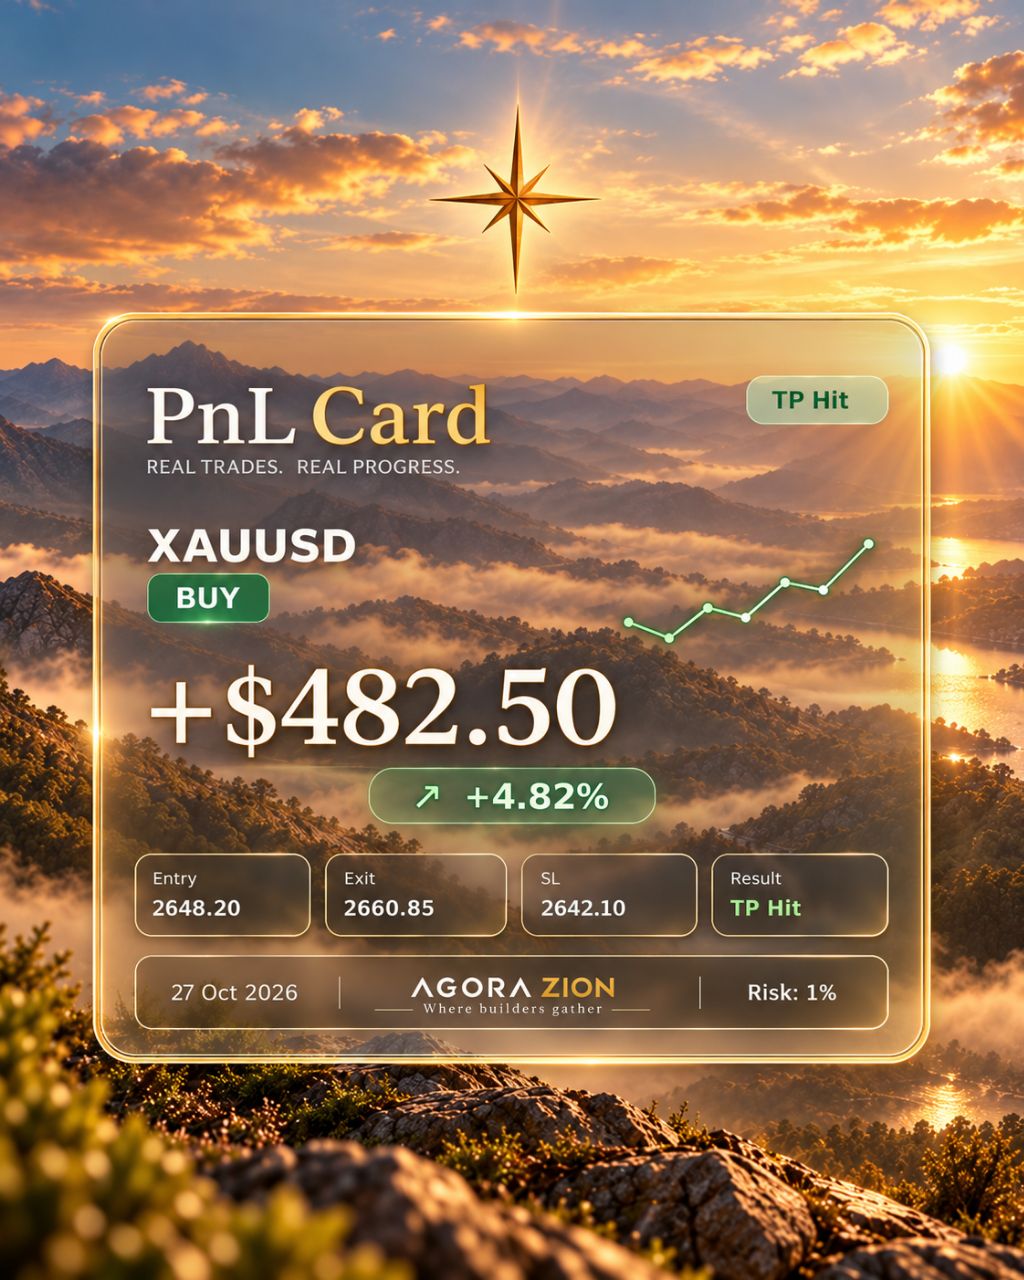 PnL Card
TP Hit
REAL TRADES. REAL PROGRESS.
XAUUSD
BUY
+$482.50
↗ +4.82%
Entry
2648.20
Exit
2660.85
SL
2642.10
Result
TP Hit
27 Oct 2026
AGORA ZION
Where builders gather
Risk: 1%